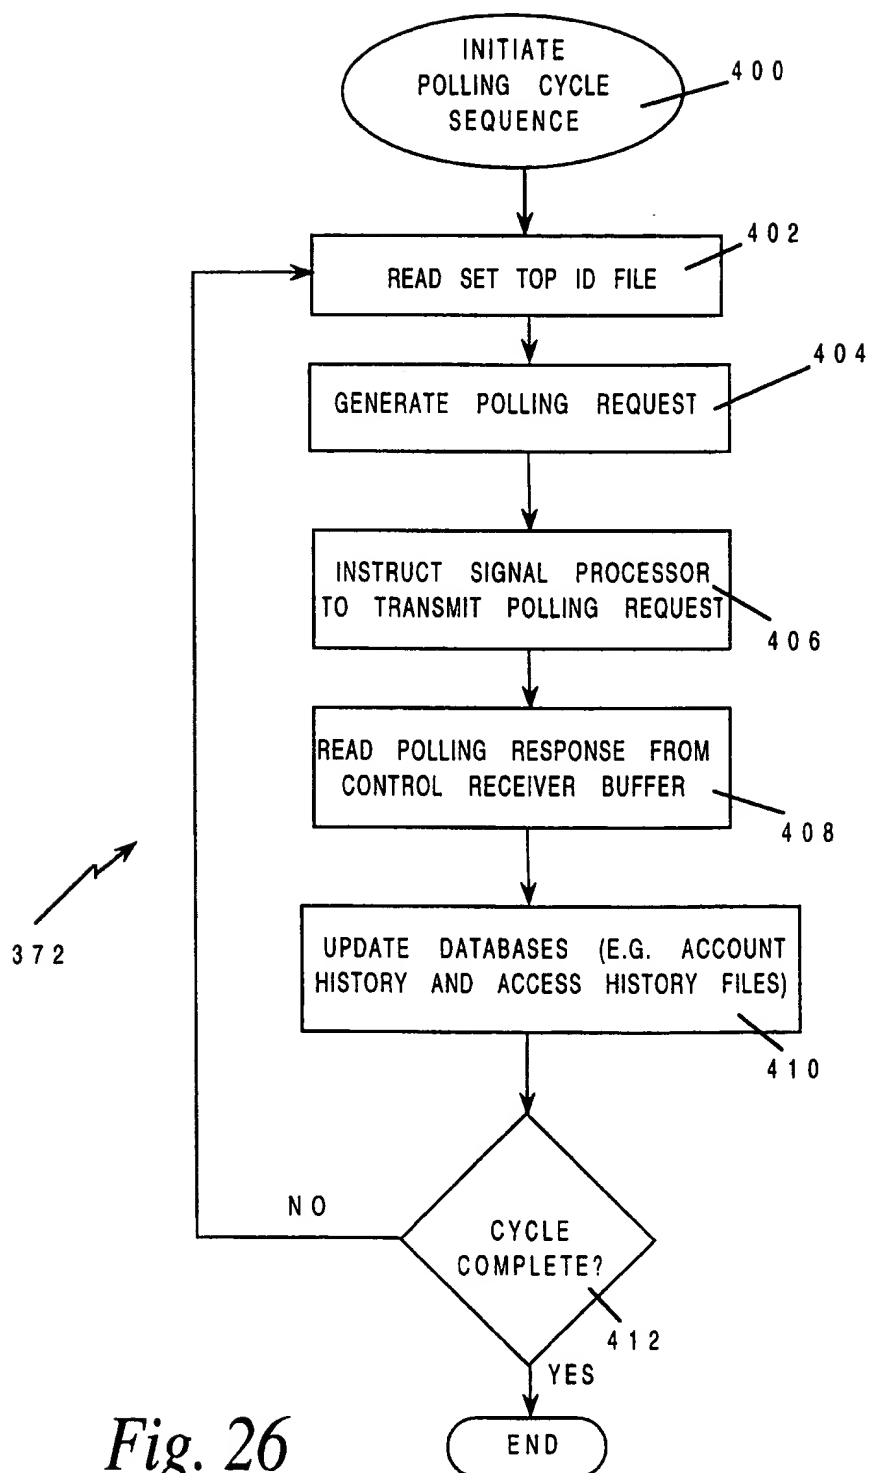 INITIATE
POLLING CYCLE
SEQUENCE
400
402
READ SET TOP ID FILE
404
GENERATE POLLING REQUEST
INSTRUCT SIGNAL PROCESSOR
TO TRANSMIT POLLING REQUEST
406
READ POLLING RESPONSE FROM
CONTROL RECEIVER BUFFER
408
372
UPDATE DATABASES (E.G. ACCOUNT
HISTORY AND ACCESS HISTORY FILES)
410
NO
CYCLE
COMPLETE?
412
YES
END
Fig. 26